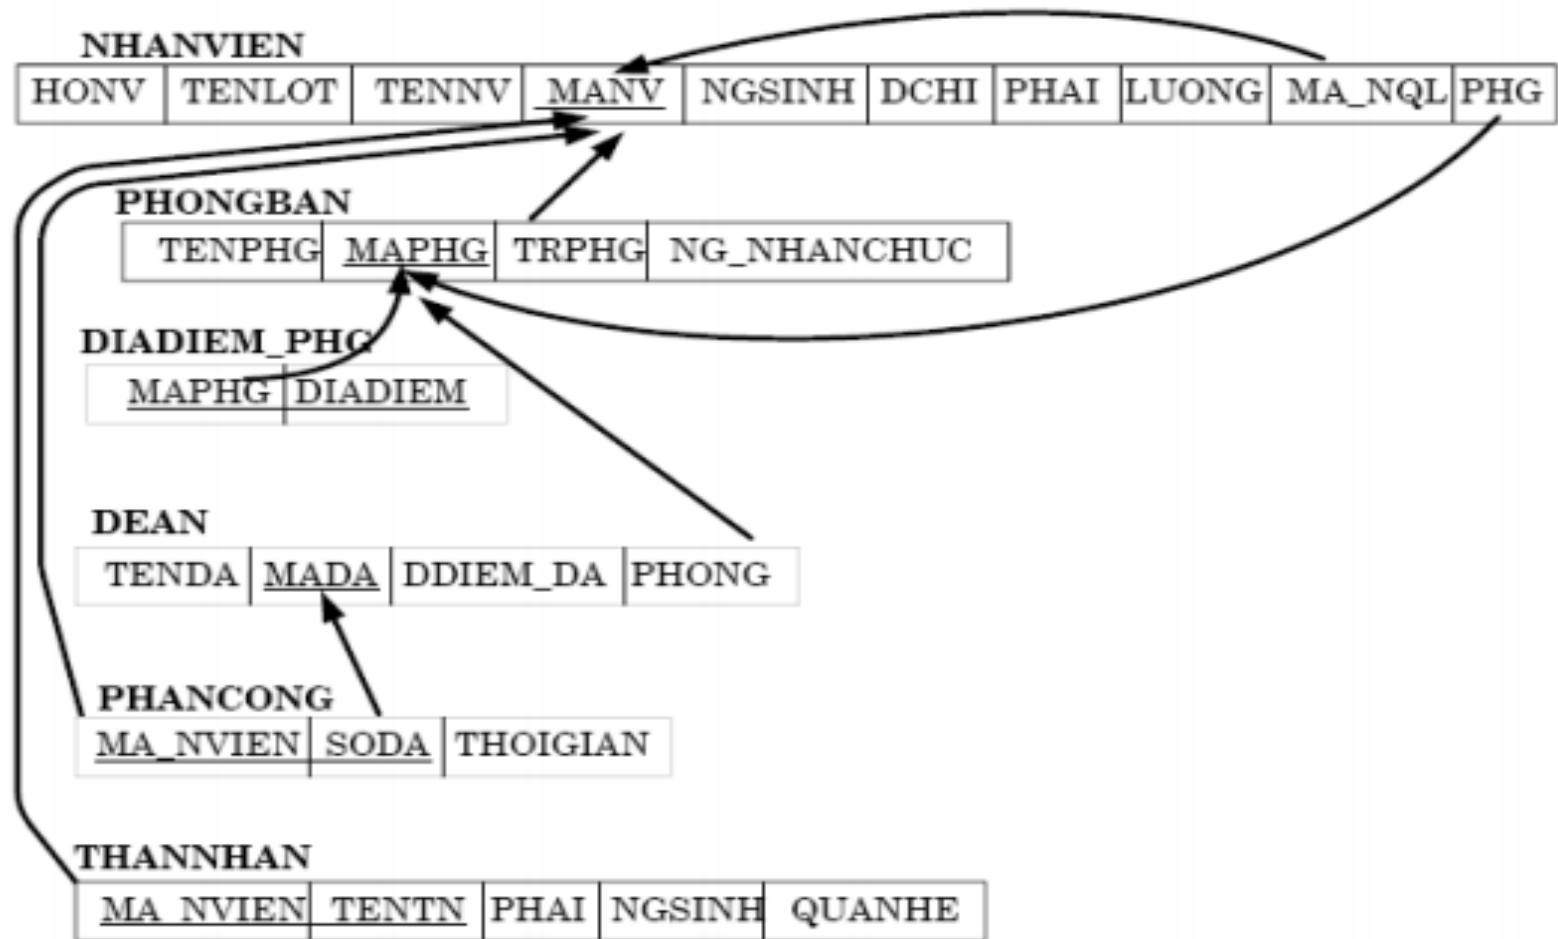 NHANVIEN
HONV TENLOT TENNV MANV NGSINH DCHI PHAI LUONG MA_NQL PHG
PHONGBAN
TENPHG MAPHG TRPHG NG_NHANCHUC
DIADIEM_PHG
MAPHG DIADIEM
DEAN
TENDA MADA DDIEM_DA PHONG
PHANCONG
MA_NVIEN SODA THOIGIAN
THANNHAN
MA_NVIEN TENTN PHAI NGSINH QUANHE